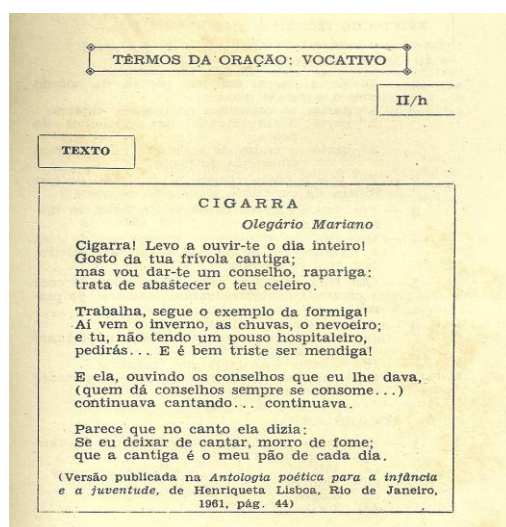 TÊRMOS DA ORAÇÃO: VOCATIVO
II/h
TEXTO
CIGARRA
Olegário Mariano
Cigarra! Levo a ouvir-te o dia inteiro!
Gosto da tua frívola cantiga;
mas vou dar-te um conselho, rapariga:
trata de abastecer o teu celeiro.
Trabalha, segue o exemplo da formiga!
Aí vem o inverno, as chuvas, o nevoeiro;
e tu, não tendo um pouso hospitaleiro,
pedirás... E é bem triste ser mendiga!
E ela, ouvindo os conselhos que eu lhe dava,
(quem dá conselhos sempre se consome...)
continuava cantando... continuava.
Parece que no canto ela dizia:
Se eu deixar de cantar, morro de fome;
que a cantiga é o meu pão de cada dia.
(Versão publicada na Antologia poética para a infância
e a juventude, de Henriqueta Lisboa, Rio de Janeiro,
1961, pág. 44)